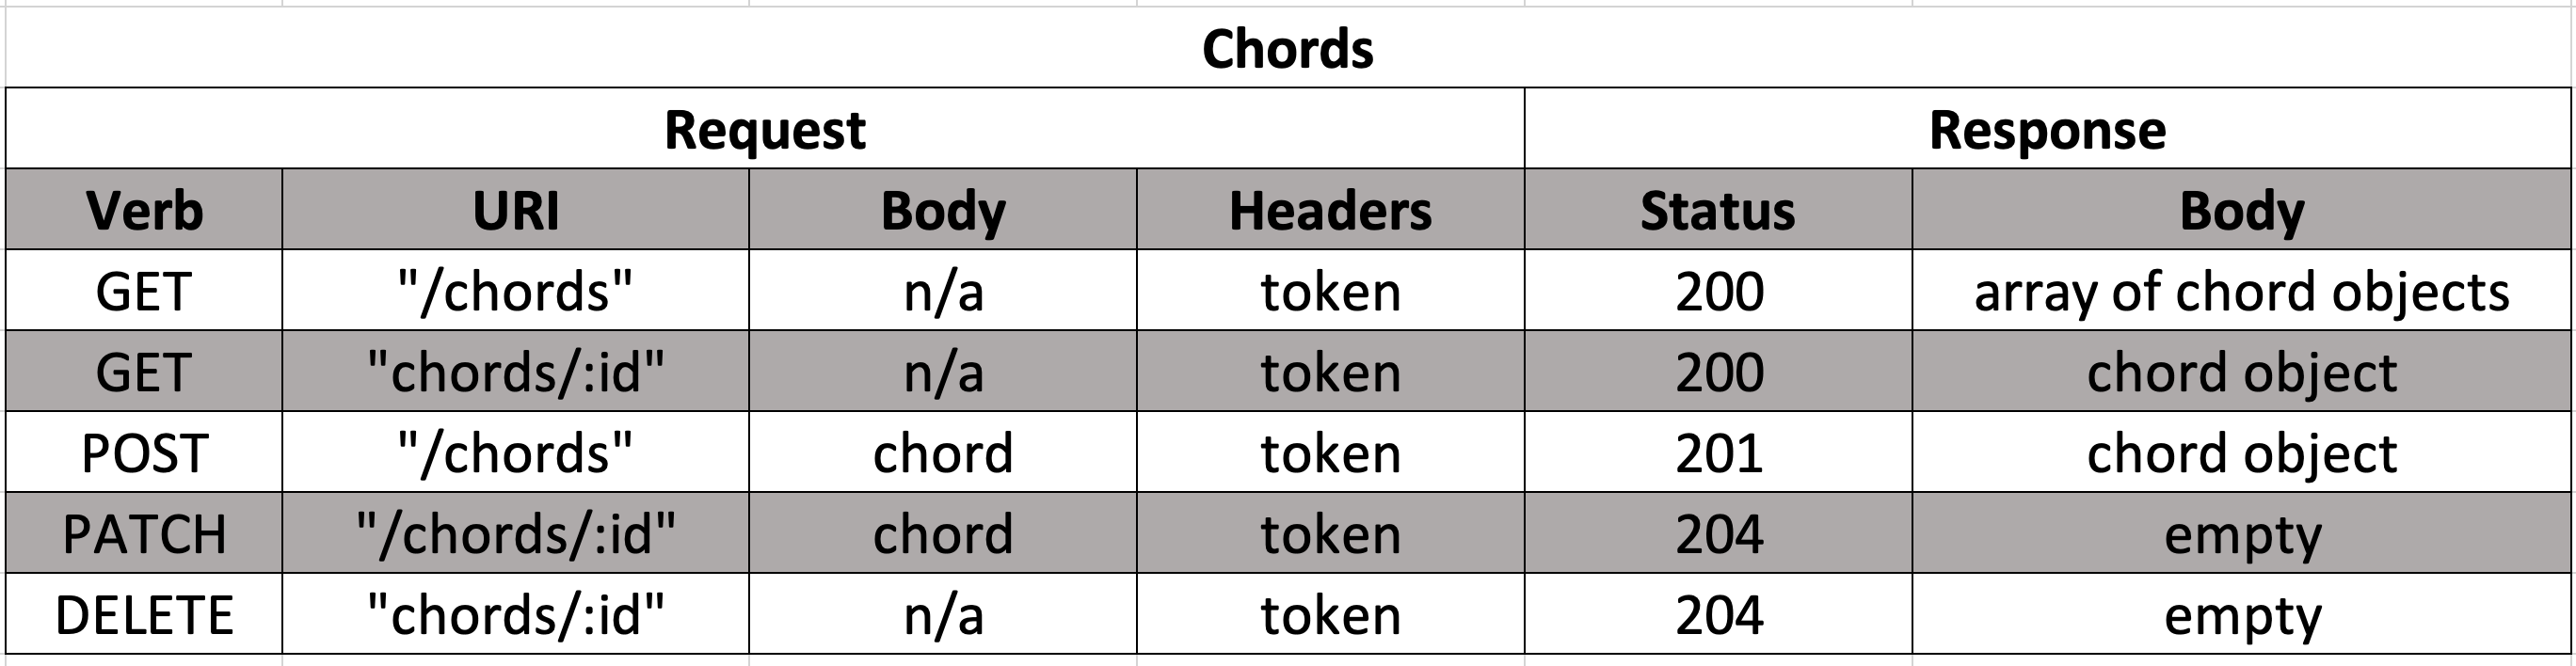 Chords
Request Response
Verb URI Body Headers Status Body
GET "/chords" n/a token 200 array of chord objects
GET "chords/:id" n/a token 200 chord object
POST "/chords" chord token 201 chord object
PATCH "/chords/:id" chord token 204 empty
DELETE "chords/:id" n/a token 204 empty